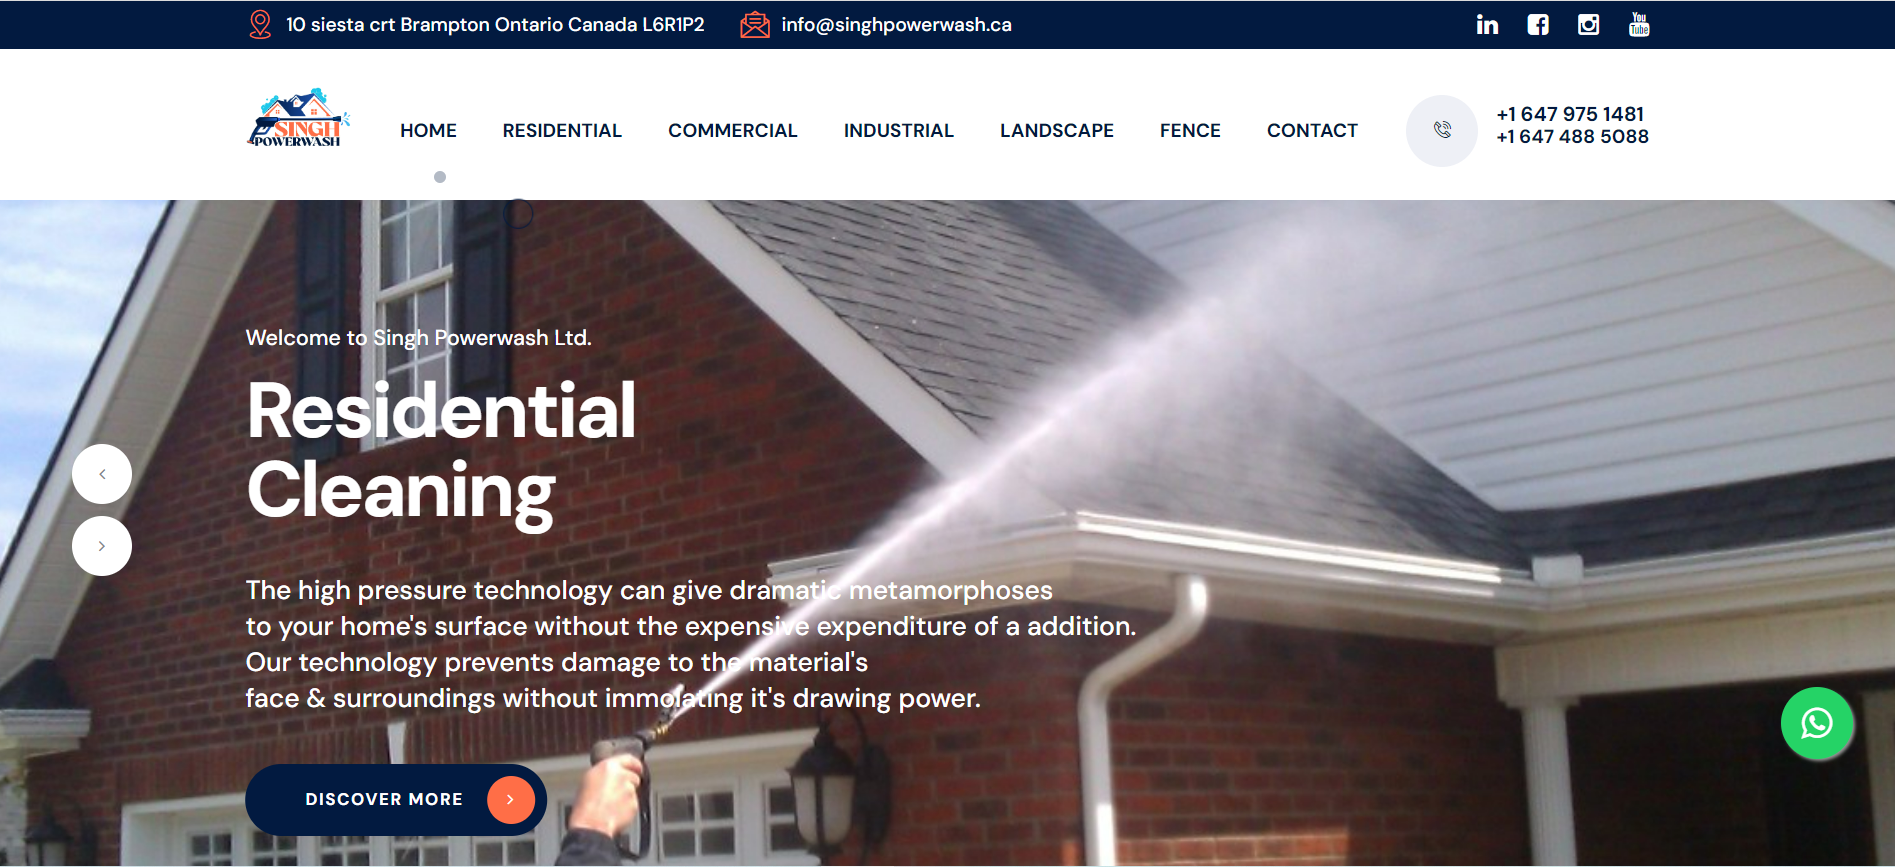 10 siesta crt Brampton Ontario Canada L6R1P2
info@singhpowerwash.ca
You
Tube
SINGH
POWERWASH
HOME
RESIDENTIAL
COMMERCIAL
INDUSTRIAL
LANDSCAPE
FENCE
CONTACT
+1 647 975 1481
+1 647 488 5088
Welcome to Singh Powerwash Ltd.
Residential
Cleaning
The high pressure technology can give dramatic metamorphoses
to your home's surface without the expensive expenditure of a addition.
Our technology prevents damage to the material's
face & surroundings without immolating it's drawing power.
DISCOVER MORE